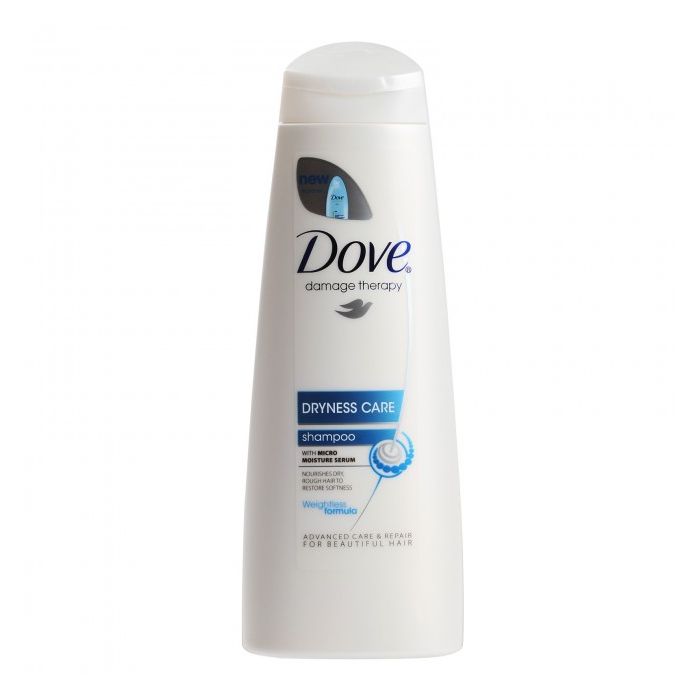 new
Dove
Dove®
damage therapy
DRYNESS CARE
shampoo
WITH MICRO
MOISTURE SERUM
NOURISHES DRY,
ROUGH HAIR TO
RESTORE SOFTNESS
Weightless
formula
ADVANCED CARE & REPAIR
FOR BEAUTIFUL HAIR